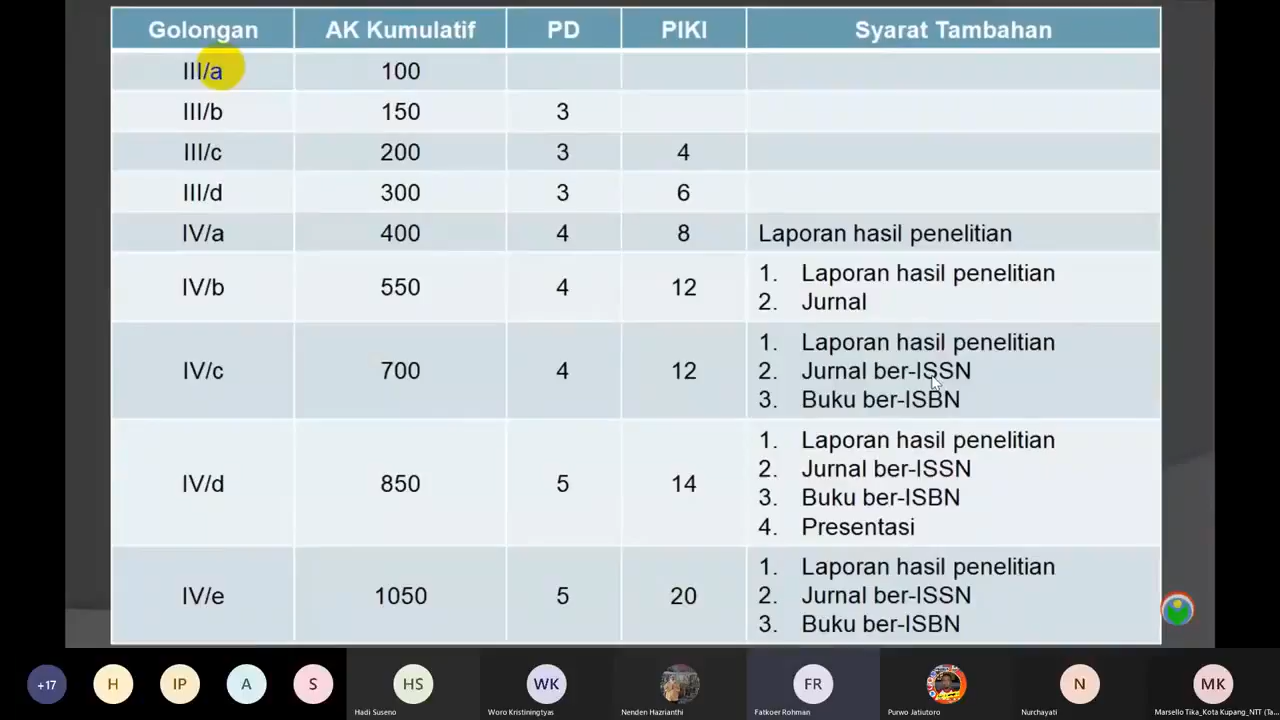 Golongan AK Kumulatif PD PIKI Syarat Tambahan
III/a 100
III/b 150 3
III/c 200 3 4
III/d 300 3 6
IV/a 400 4 8 Laporan hasil penelitian
IV/b 550 4 12 1. Laporan hasil penelitian
2. Jurnal
IV/c 700 4 12 1. Laporan hasil penelitian
2. Jurnal ber-ISSN
3. Buku ber-ISBN
IV/d 850 5 14 1. Laporan hasil penelitian
2. Jurnal ber-ISSN
3. Buku ber-ISBN
4. Presentasi
IV/e 1050 5 20 1. Laporan hasil penelitian
2. Jurnal ber-ISSN
3. Buku ber-ISBN
+17 H IP A S HS WK FR N MK
Hadi Suseno Woro Kristiningtyas Nenden Hazrianthi Fatkoer Rohman Purwo Jatiutoro Nurchayati Marsello Tika_Kota Kupang_NTT (Ta...